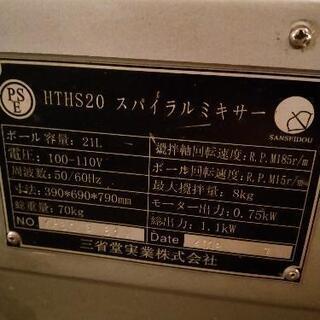 PSE
HTHS20 スパイラルミキサー
SANSEIDOU
ボール容量: 21L
電圧: 100-110V
周波数: 50/60Hz
寸法: 390*690*790mm
総重量: 70kg
NO
攪拌軸回転速度: R.P.M185r/m
ボール回転速度: R.P.M15r/m
最大攪拌量: 8kg
モーター出力: 0.75kW
総出力: 1.1kW
Date
三省堂実業株式会社